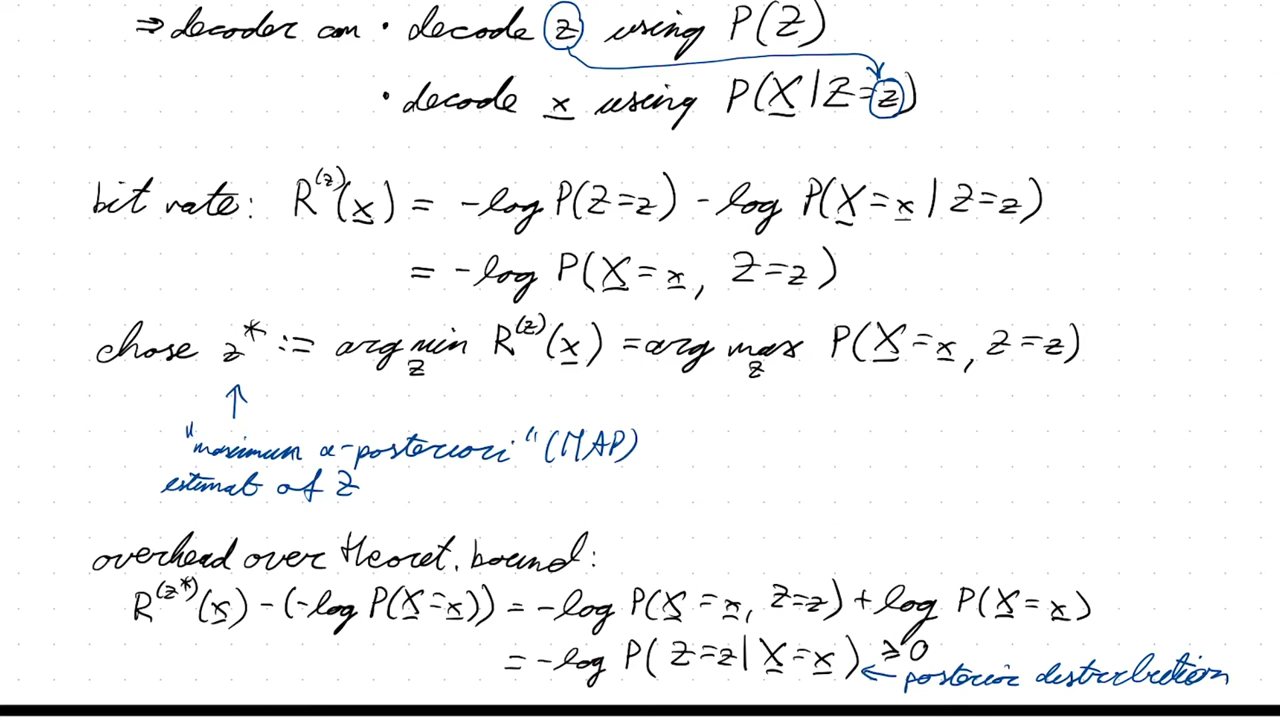 ⇒ decoder can • decode z using P(Z)
• decode x using P(X|Z=z)
bit rate: R^(z)(x) = -log P(Z=z) - log P(X=x | Z=z)
= -log P(X=x, Z=z)
chose z* := arg min_z R^(z)(x) = arg max_z P(X=x, Z=z)
↑
"maximum a-posteriori" (MAP)
estimat of Z
overhead over theoret. bound:
R^(z*)(x) - (-log P(X=x)) = -log P(X=x, Z=z) + log P(X=x)
= -log P(Z=z | X=x) ≥0
← posterior distribution